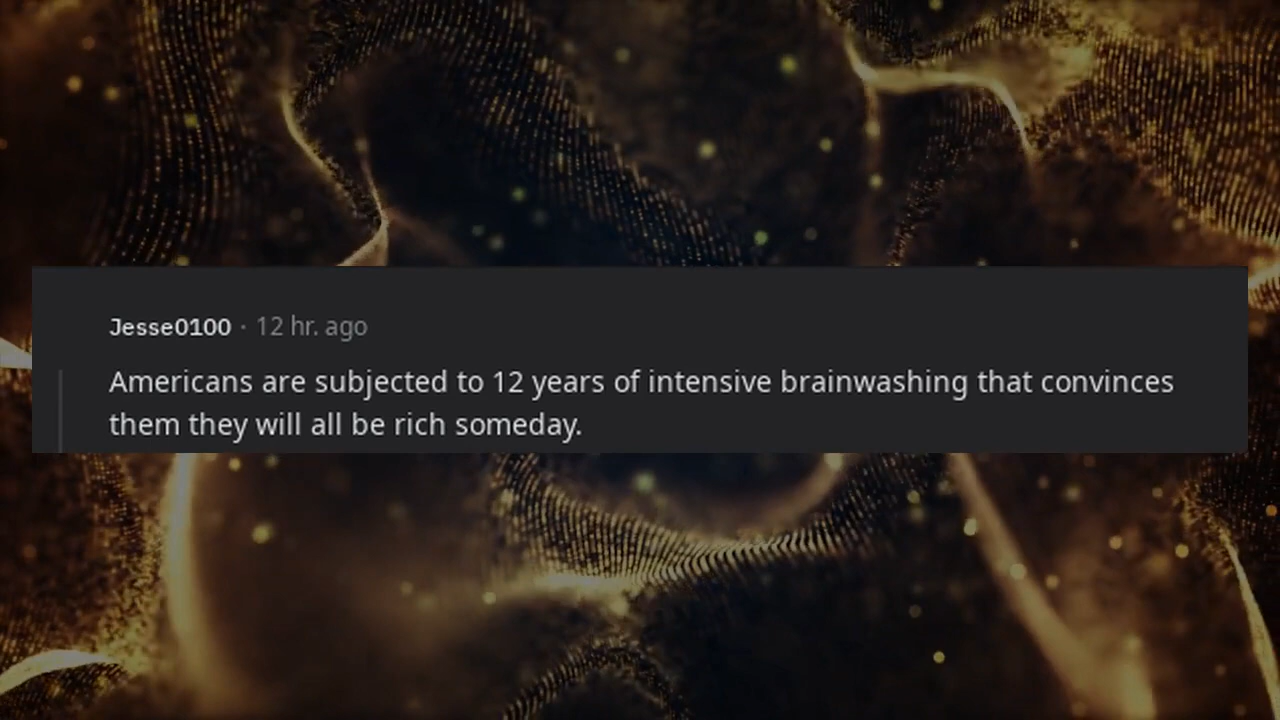 Jesse0100 · 12 hr. ago
Americans are subjected to 12 years of intensive brainwashing that convinces
them they will all be rich someday.